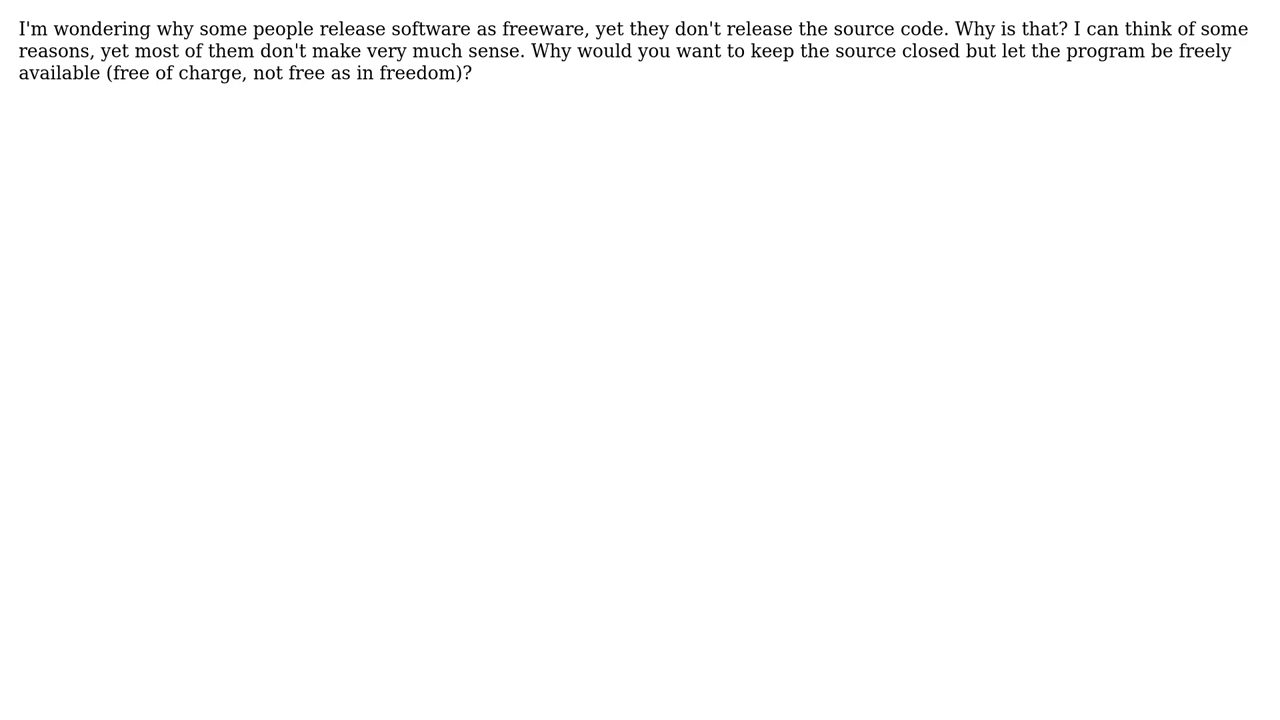 I'm wondering why some people release software as freeware, yet they don't release the source code. Why is that? I can think of some
reasons, yet most of them don't make very much sense. Why would you want to keep the source closed but let the program be freely
available (free of charge, not free as in freedom)?